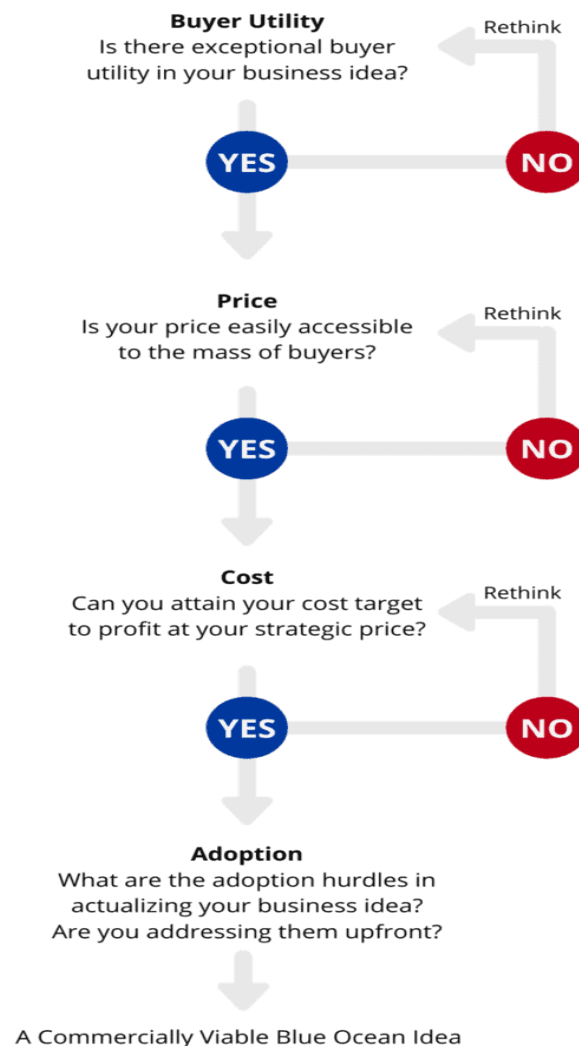 Buyer Utility
Rethink
Is there exceptional buyer
utility in your business idea?
YES
NO
Price
Rethink
Is your price easily accessible
to the mass of buyers?
YES
NO
Cost
Rethink
Can you attain your cost target
to profit at your strategic price?
YES
NO
Adoption
What are the adoption hurdles in
actualizing your business idea?
Are you addressing them upfront?
A Commercially Viable Blue Ocean Idea